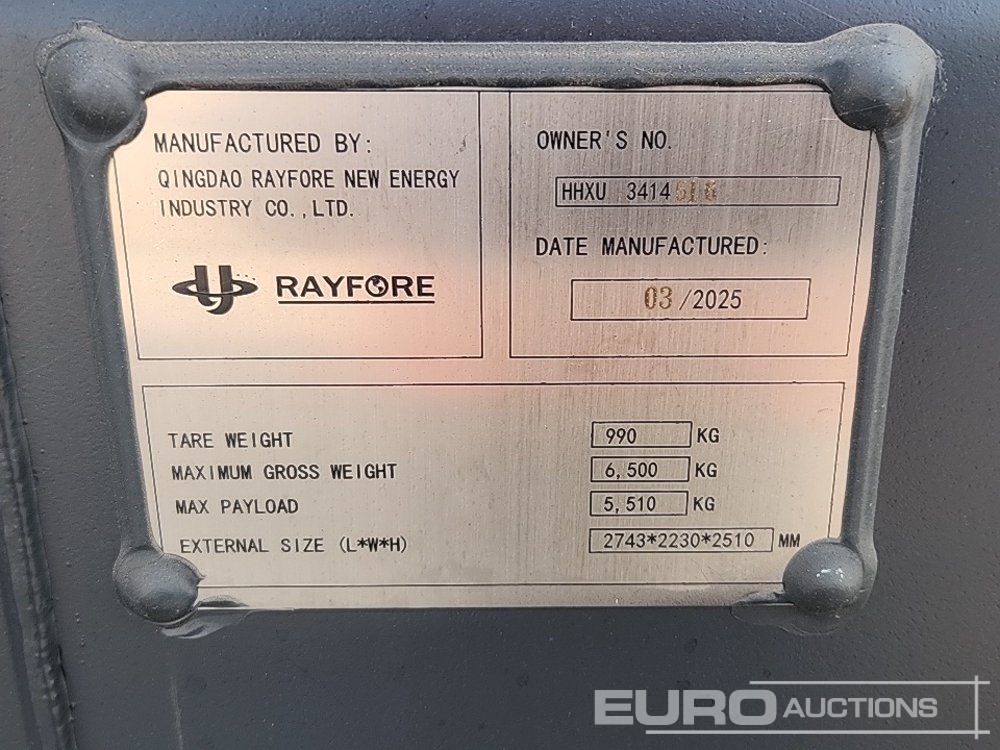 MANUFACTURED BY:
QINGDAO RAYFORE NEW ENERGY
INDUSTRY CO.,LTD.
RAYFORE
OWNER'S NO.
HHXU 3414
DATE MANUFACTURED:
03/2025
TARE WEIGHT 990 KG
MAXIMUM GROSS WEIGHT 6,500 KG
MAX PAYLOAD 5,510 KG
EXTERNAL SIZE (L*W*H) 2743*2230*2510 MM
EURO AUCTIONS